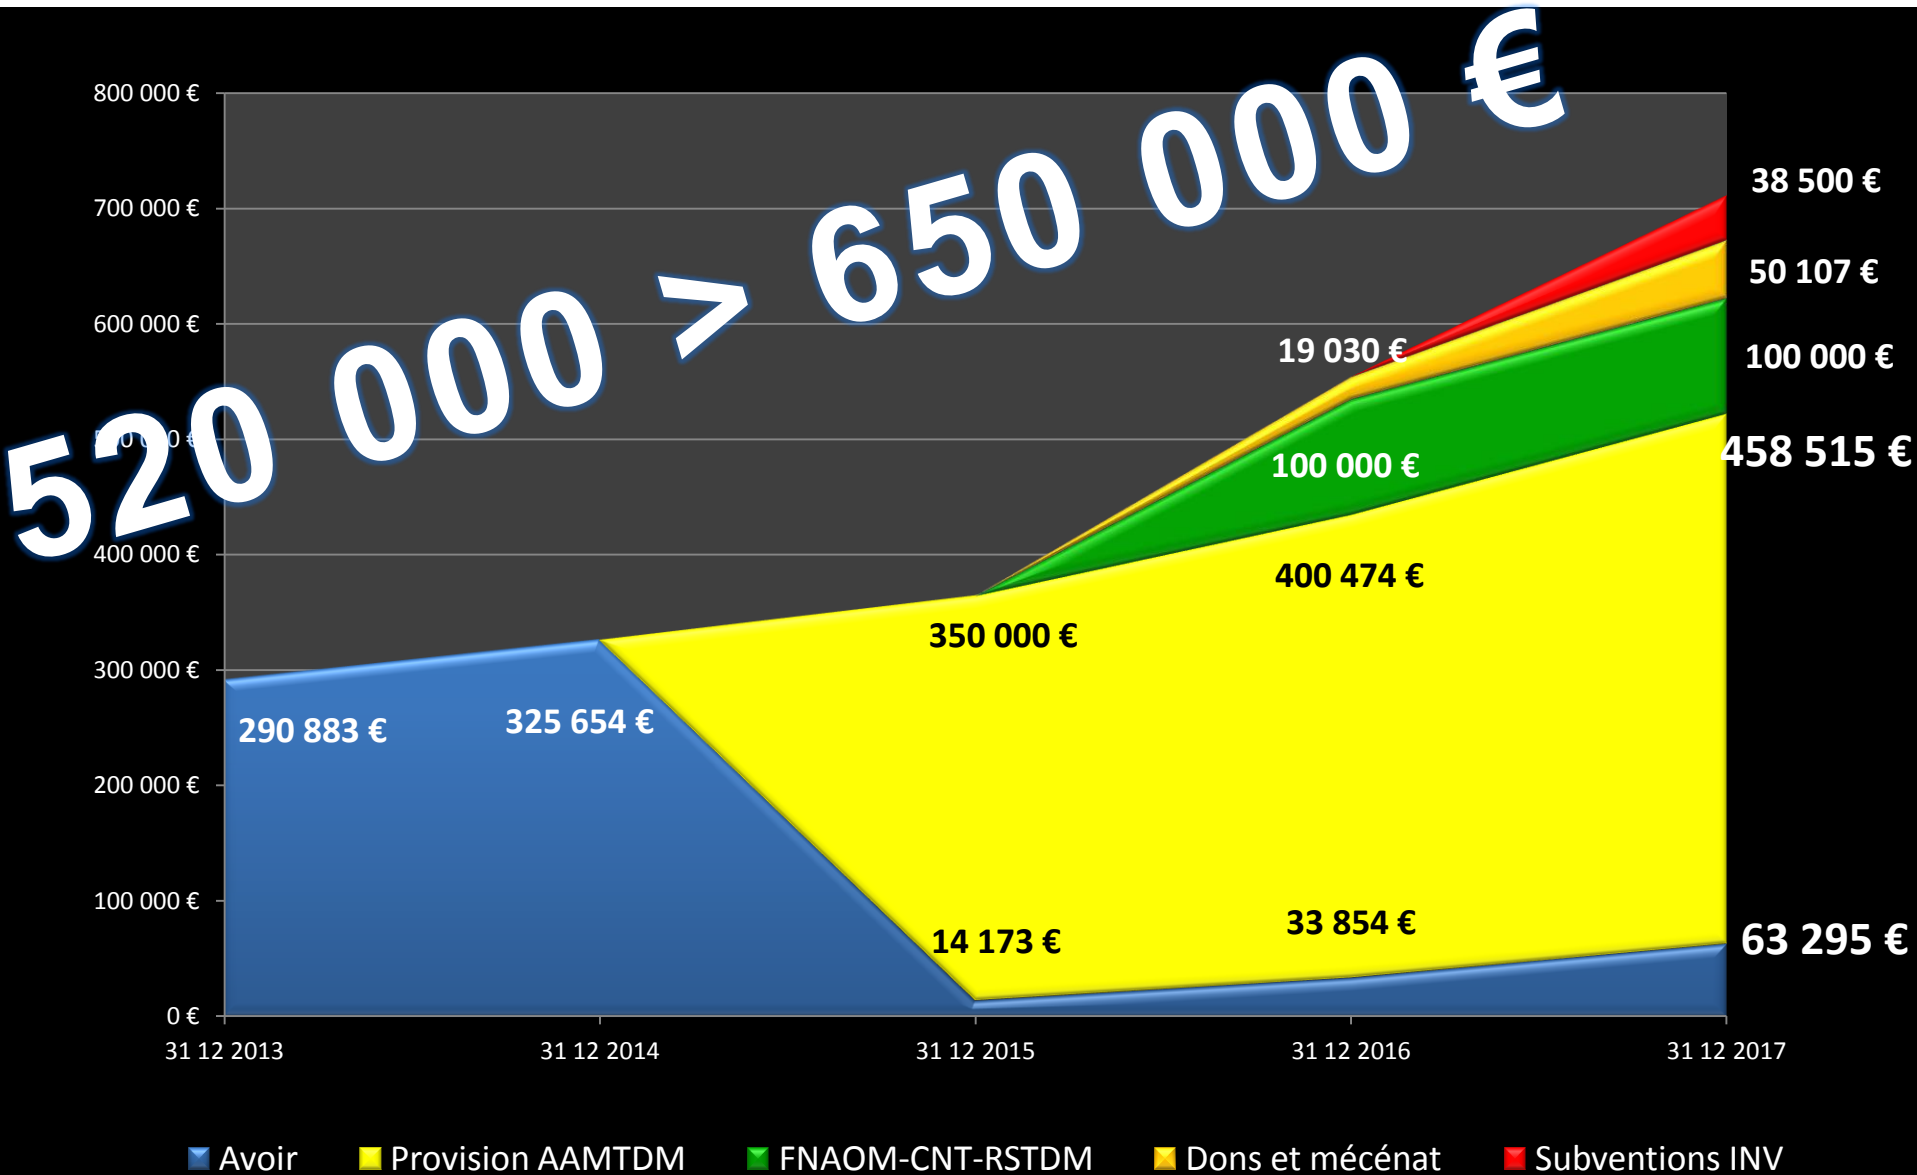 520 000 > 650 000 €
800 000 €
700 000 €
600 000 €
500 000 €
400 000 €
300 000 €
200 000 €
100 000 €
0 €
38 500 €
50 107 €
19 030 €
100 000 €
100 000 €
458 515 €
400 474 €
350 000 €
290 883 €
325 654 €
14 173 €
33 854 €
63 295 €
31 12 2013
31 12 2014
31 12 2015
31 12 2016
31 12 2017
Avoir
Provision AAMTDM
FNAOM-CNT-RSTDM
Dons et mécénat
Subventions INV